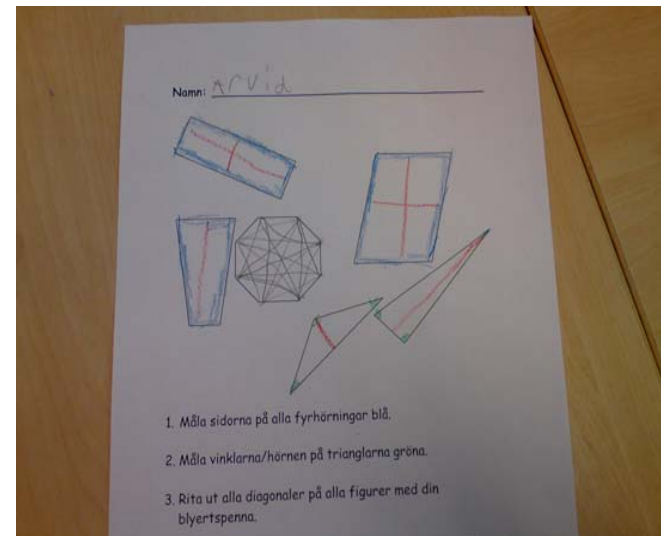 Namn: Arvid
1. Måla sidorna på alla fyrhörningar blå.
2. Måla vinklarna/hörnen på trianglarna gröna.
3. Rita ut alla diagonaler på alla figurer med din
blyertspenna.